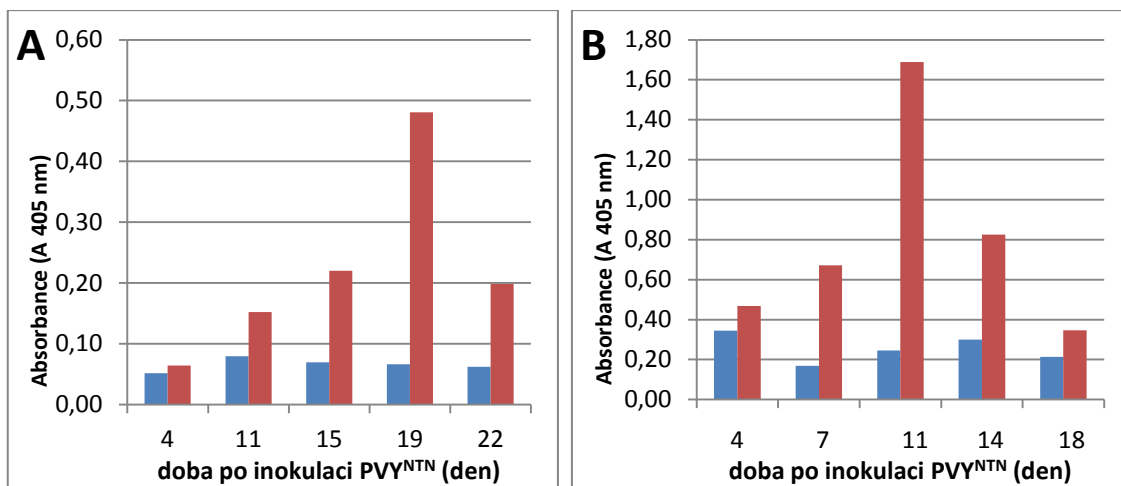 A
Absorbance (A 405 nm)
0,60
0,50
0,40
0,30
0,20
0,10
0,00
4 11 15 19 22
doba po inokulaci PVYᴺᵀᴺ (den)
B
Absorbance (A 405 nm)
1,80
1,60
1,40
1,20
1,00
0,80
0,60
0,40
0,20
0,00
4 7 11 14 18
doba po inokulaci PVYᴺᵀᴺ (den)